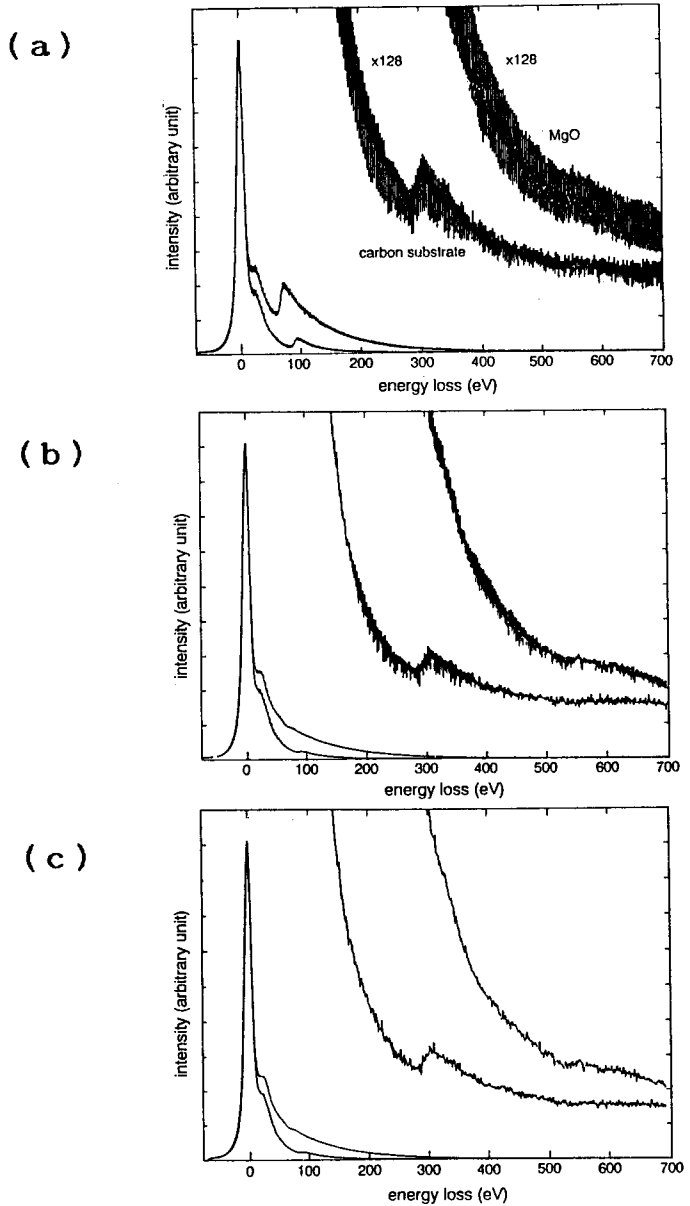 (a)
intensity (arbitrary unit)
x128
x128
MgO
carbon substrate
0 100 200 300 400 500 600 700
energy loss (eV)
(b)
intensity (arbitrary unit)
0 100 200 300 400 500 600 700
energy loss (eV)
(c)
intensity (arbitrary unit)
0 100 200 300 400 500 600 700
energy loss (eV)